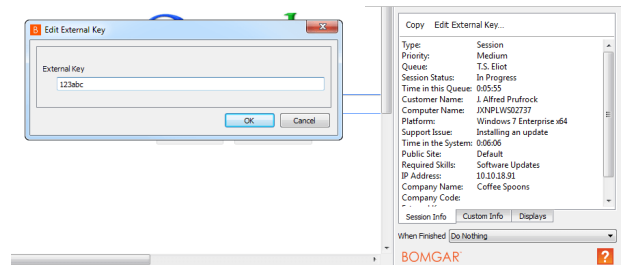 Edit External Key
External Key
123abc
OK Cancel
Copy Edit External Key...
Type: Session
Priority: Medium
Queue: T.S. Eliot
Session Status: In Progress
Time in this Queue: 0:05:55
Customer Name: J. Alfred Prufrock
Computer Name: JXNPLWS02737
Platform: Windows 7 Enterprise x64
Support Issue: Installing an update
Time in the System: 0:06:06
Public Site: Default
Required Skills: Software Updates
IP Address: 10.10.18.91
Company Name: Coffee Spoons
Company Code:
Session Info Custom Info Displays
When Finished Do Nothing
BOMGAR